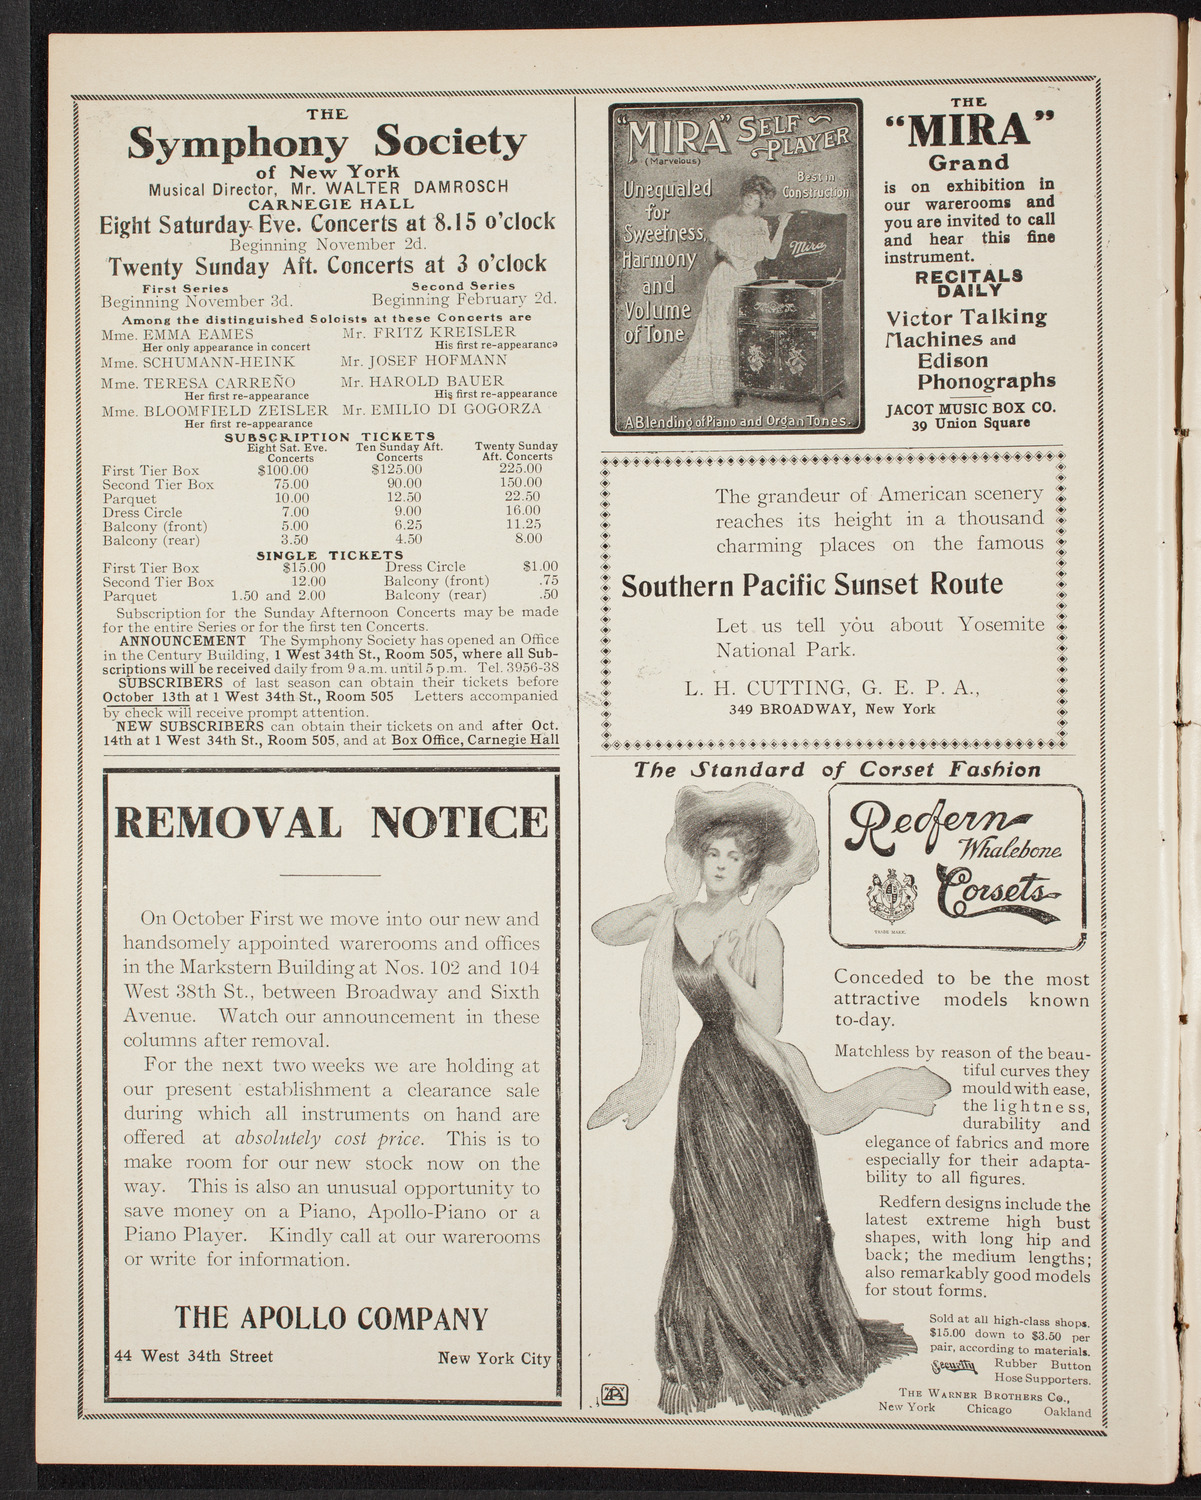 THE
Symphony Society
of New York
Musical Director, Mr. WALTER DAMROSCH
CARNEGIE HALL
Eight Saturday Eve. Concerts at 8.15 o'clock
Beginning November 2d.
Twenty Sunday Aft. Concerts at 3 o'clock
First Series Second Series
Beginning November 3d. Beginning February 2d.
Among the distinguished Soloists at these Concerts are
Mme. EMMA EAMES Mr. FRITZ KREISLER
Her only appearance in concert His first re-appearance
Mme. SCHUMANN-HEINK Mr. JOSEF HOFMANN
Mme. TERESA CARREÑO Mr. HAROLD BAUER
Her first re-appearance His first re-appearance
Mme. BLOOMFIELD ZEISLER Mr. EMILIO DI GOGORZA
Her first re-appearance
SUBSCRIPTION TICKETS
Eight Sat. Eve. Ten Sunday Aft. Twenty Sunday
Concerts Concerts Aft. Concerts
First Tier Box $100.00 $125.00 225.00
Second Tier Box 75.00 90.00 150.00
Parquet 10.00 12.50 22.50
Dress Circle 7.00 9.00 16.00
Balcony (front) 5.00 6.25 11.25
Balcony (rear) 3.50 4.50 8.00
SINGLE TICKETS
First Tier Box $15.00 Dress Circle $1.00
Second Tier Box 12.00 Balcony (front) .75
Parquet 1.50 and 2.00 Balcony (rear) .50
Subscription for the Sunday Afternoon Concerts may be made
for the entire Series or for the first ten Concerts.
ANNOUNCEMENT The Symphony Society has opened an Office
in the Century Building, 1 West 34th St., Room 505, where all Sub-
scriptions will be received daily from 9 a.m. until 5 p.m. Tel. 3956-38
SUBSCRIBERS of last season can obtain their tickets before
October 13th at 1 West 34th St., Room 505 Letters accompanied
by check will receive prompt attention.
NEW SUBSCRIBERS can obtain their tickets on and after Oct.
14th at 1 West 34th St., Room 505, and at Box Office, Carnegie Hall
REMOVAL NOTICE
On October First we move into our new and
handsomely appointed warerooms and offices
in the Markstern Building at Nos. 102 and 104
West 38th St., between Broadway and Sixth
Avenue. Watch our announcement in these
columns after removal.
For the next two weeks we are holding at
our present establishment a clearance sale
during which all instruments on hand are
offered at absolutely cost price. This is to
make room for our new stock now on the
way. This is also an unusual opportunity to
save money on a Piano, Apollo-Piano or a
Piano Player. Kindly call at our warerooms
or write for information.
THE APOLLO COMPANY
44 West 34th Street New York City
"MIRA" SELF
PLAYER
(Marvelous)
Unequaled
for
Sweetness,
Harmony
and
Volume
of Tone
Best in
Construction
Mira
A Blending of Piano and Organ Tones.
THE
"MIRA"
Grand
is on exhibition in
our warerooms and
you are invited to call
and hear this fine
instrument.
RECITALS
DAILY
Victor Talking
Machines and
Edison
Phonographs
JACOT MUSIC BOX CO.
39 Union Square
The grandeur of American scenery
reaches its height in a thousand
charming places on the famous
Southern Pacific Sunset Route
Let us tell you about Yosemite
National Park.
L. H. CUTTING, G. E. P. A.,
349 BROADWAY, New York
The Standard of Corset Fashion
Redfern
Whalebone
Corsets
TRADE MARK.
Conceded to be the most
attractive models known
to-day.
Matchless by reason of the beau-
tiful curves they
mould with ease,
the lightness,
durability and
elegance of fabrics and more
especially for their adapta-
bility to all figures.
Redfern designs include the
latest extreme high bust
shapes, with long hip and
back; the medium lengths;
also remarkably good models
for stout forms.
Sold at all high-class shops.
$15.00 down to $3.50 per
pair, according to materials.
Security Rubber Button
Hose Supporters.
THE WARNER BROTHERS CO.,
New York Chicago Oakland